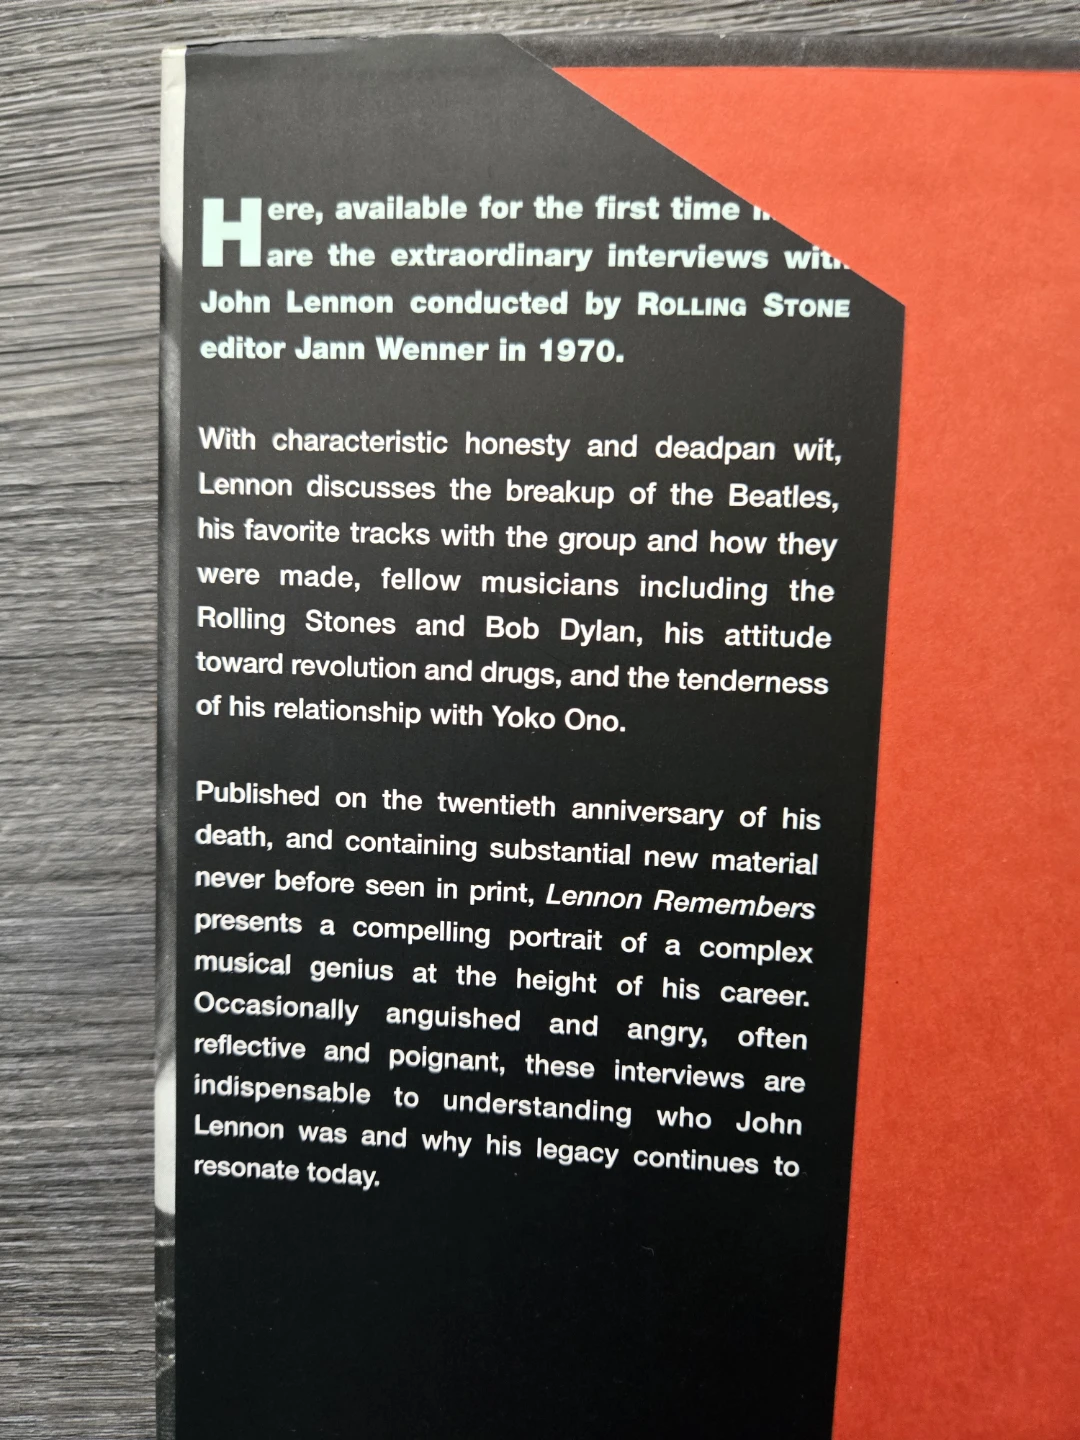 Here, available for the first time
are the extraordinary interviews with
John Lennon conducted by ROLLING STONE
editor Jann Wenner in 1970.
With characteristic honesty and deadpan wit,
Lennon discusses the breakup of the Beatles,
his favorite tracks with the group and how they
were made, fellow musicians including the
Rolling Stones and Bob Dylan, his attitude
toward revolution and drugs, and the tenderness
of his relationship with Yoko Ono.
Published on the twentieth anniversary of his
death, and containing substantial new material
never before seen in print, Lennon Remembers
presents a compelling portrait of a complex
musical genius at the height of his career.
Occasionally anguished and angry, often
reflective and poignant, these interviews are
indispensable to understanding who John
Lennon was and why his legacy continues to
resonate today.